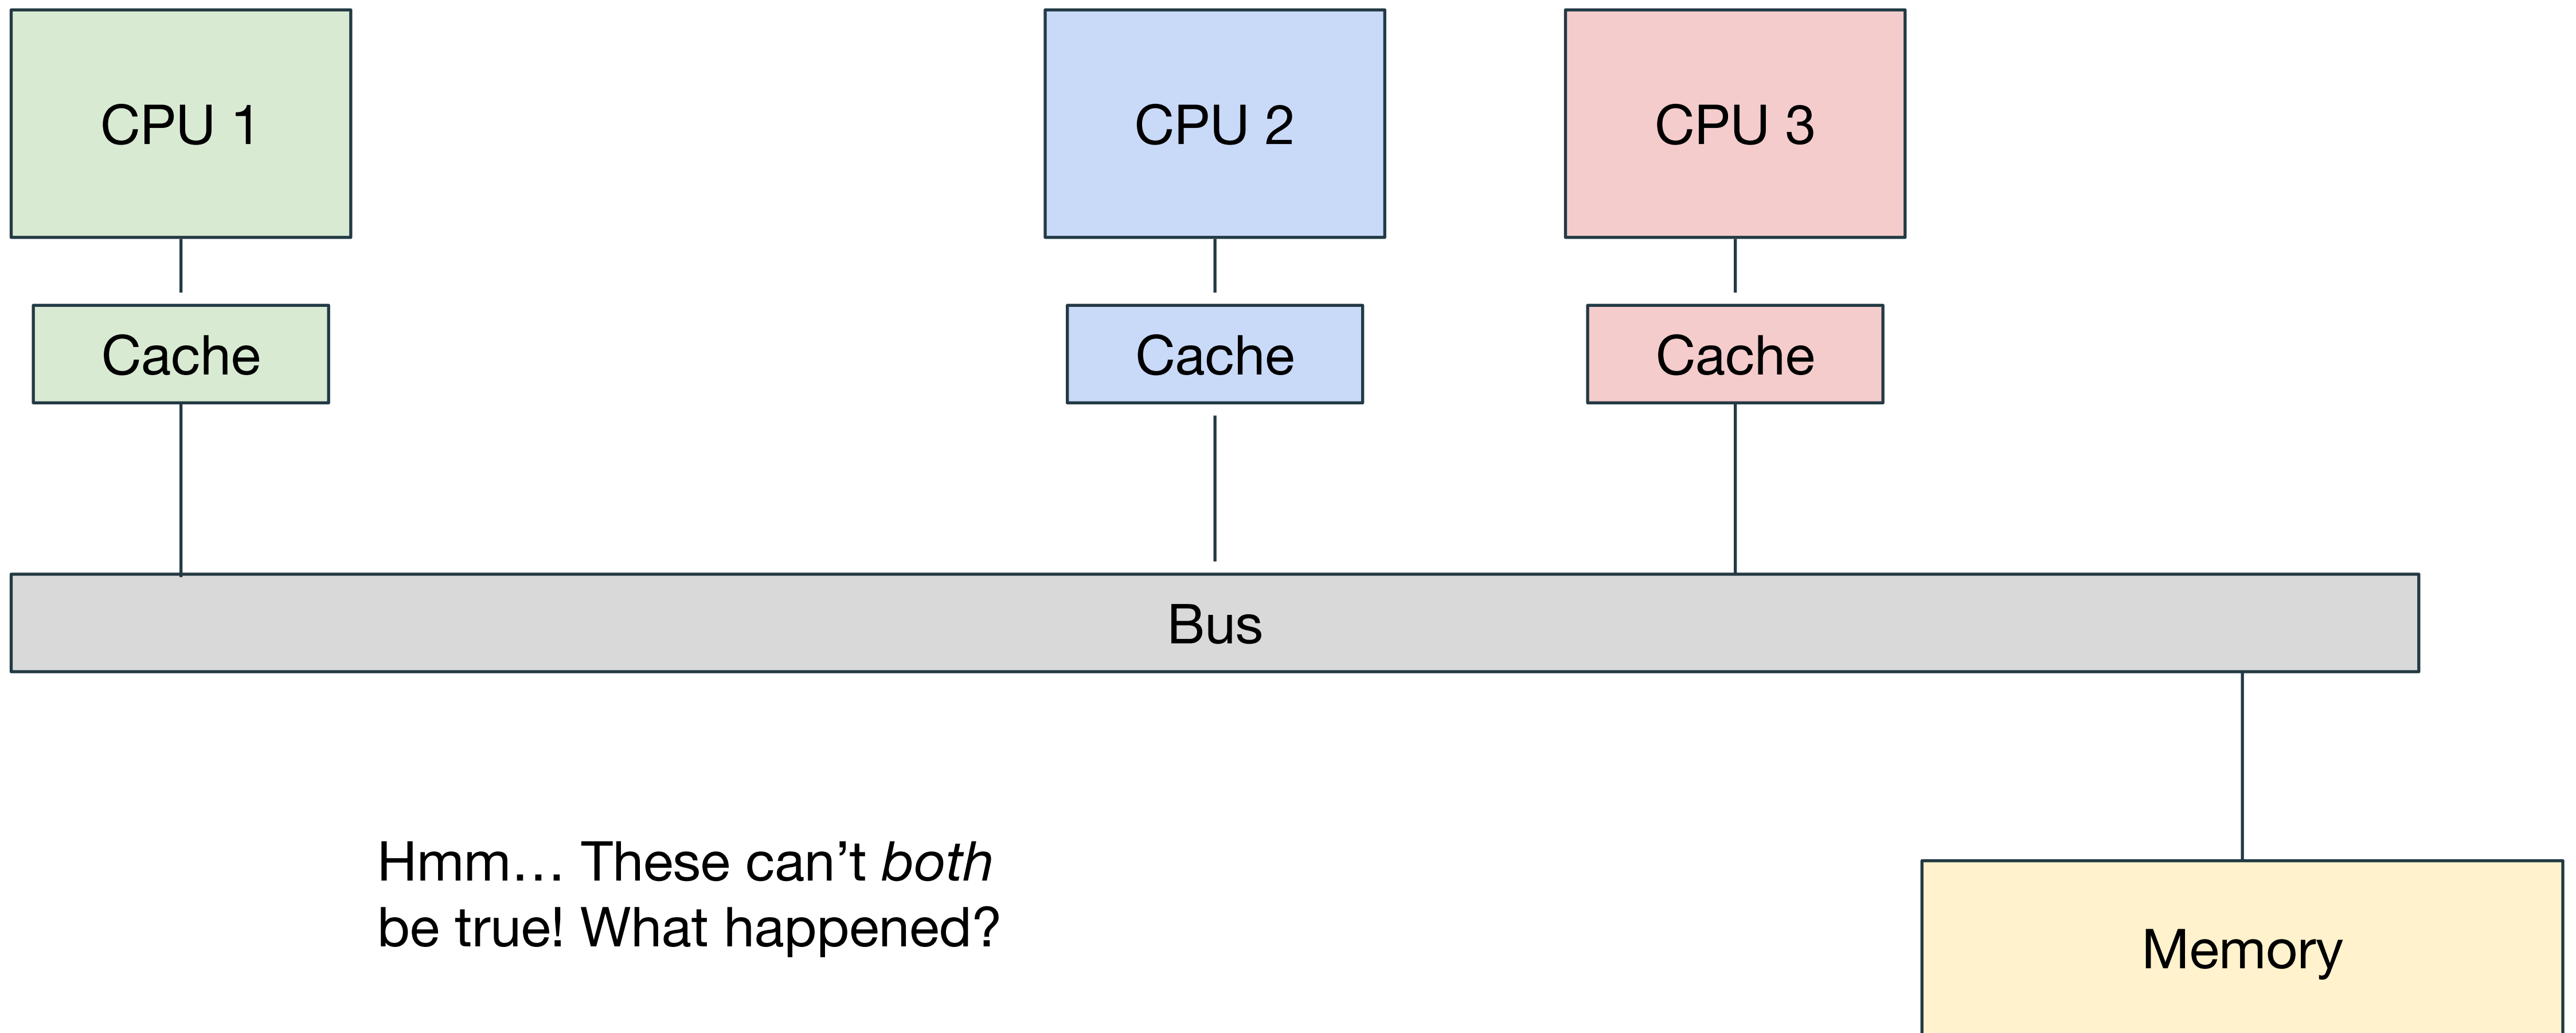 CPU 1
CPU 2
CPU 3
Cache
Cache
Cache
Bus
Hmm… These can’t both
be true! What happened?
Memory